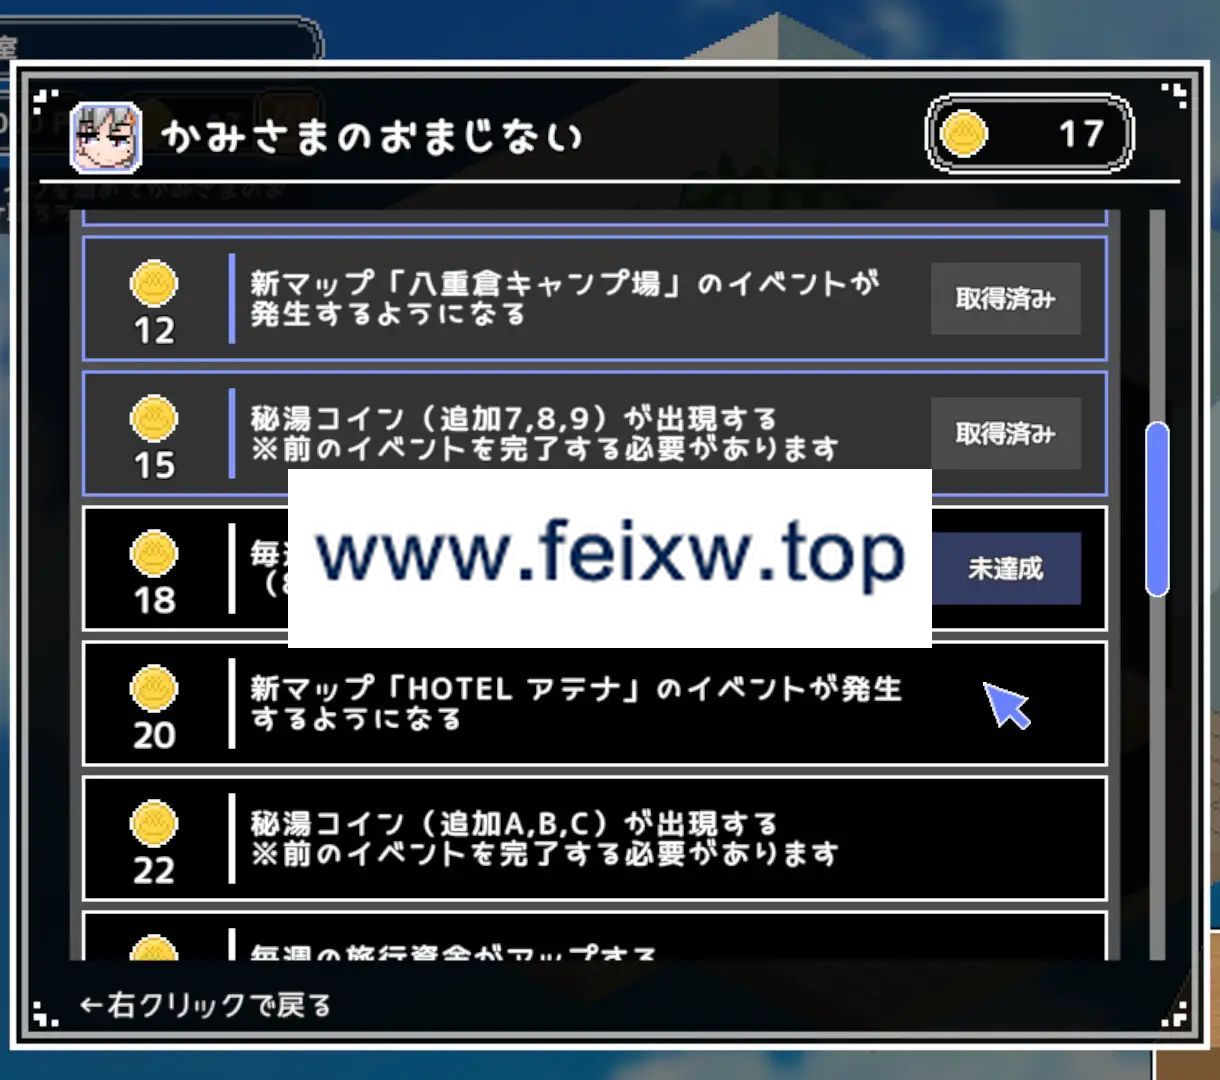 室
かみさまのおまじない
17
12
新マップ「八重倉キャンプ場」のイベントが
発生するようになる
取得済み
15
秘湯コイン（追加7,8,9）が出現する
※前のイベントを完了する必要があります
取得済み
18
毎
（8
www.feixw.top
未達成
20
新マップ「HOTEL アテナ」のイベントが発生
するようになる
22
秘湯コイン（追加A,B,C）が出現する
※前のイベントを完了する必要があります
毎週の旅行資金がアップする
←右クリックで戻る